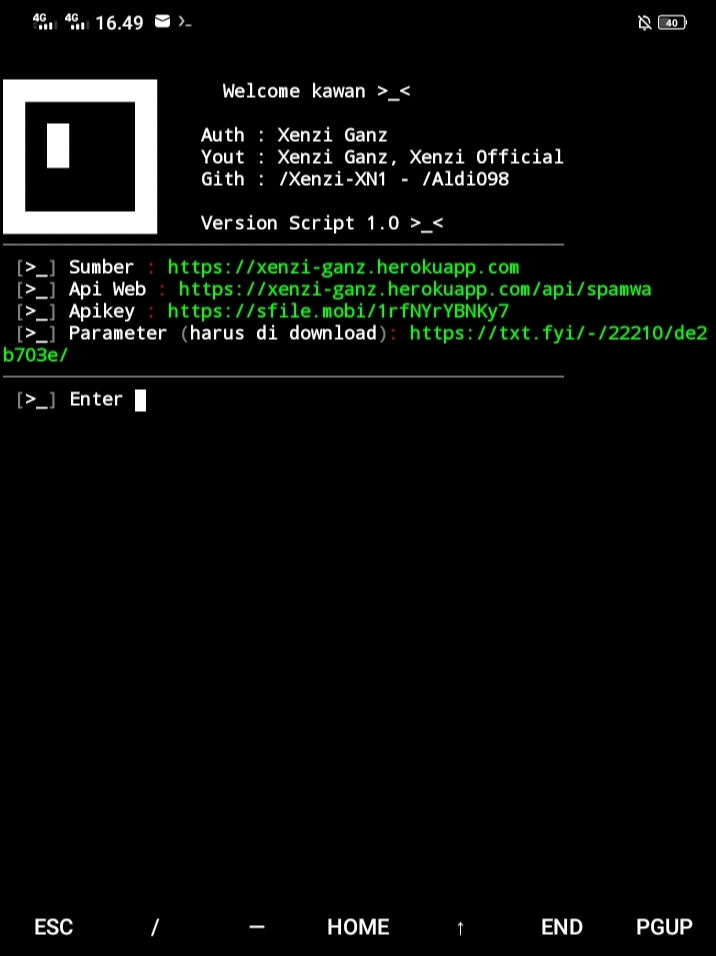 4G 4G 16.49 >_ 40
Welcome kawan >_<
Auth : Xenzi Ganz
Yout : Xenzi Ganz, Xenzi Official
Gith : /Xenzi-XN1 - /Aldi098
Version Script 1.0 >_<
[>_] Sumber : https://xenzi-ganz.herokuapp.com
[>_] Api Web : https://xenzi-ganz.herokuapp.com/api/spamwa
[>_] Apikey : https://sfile.mobi/1rfNYrYBNKy7
[>_] Parameter (harus di download): https://txt.fyi/-/22210/de2
b703e/
[>_] Enter
ESC / — HOME ↑ END PGUP